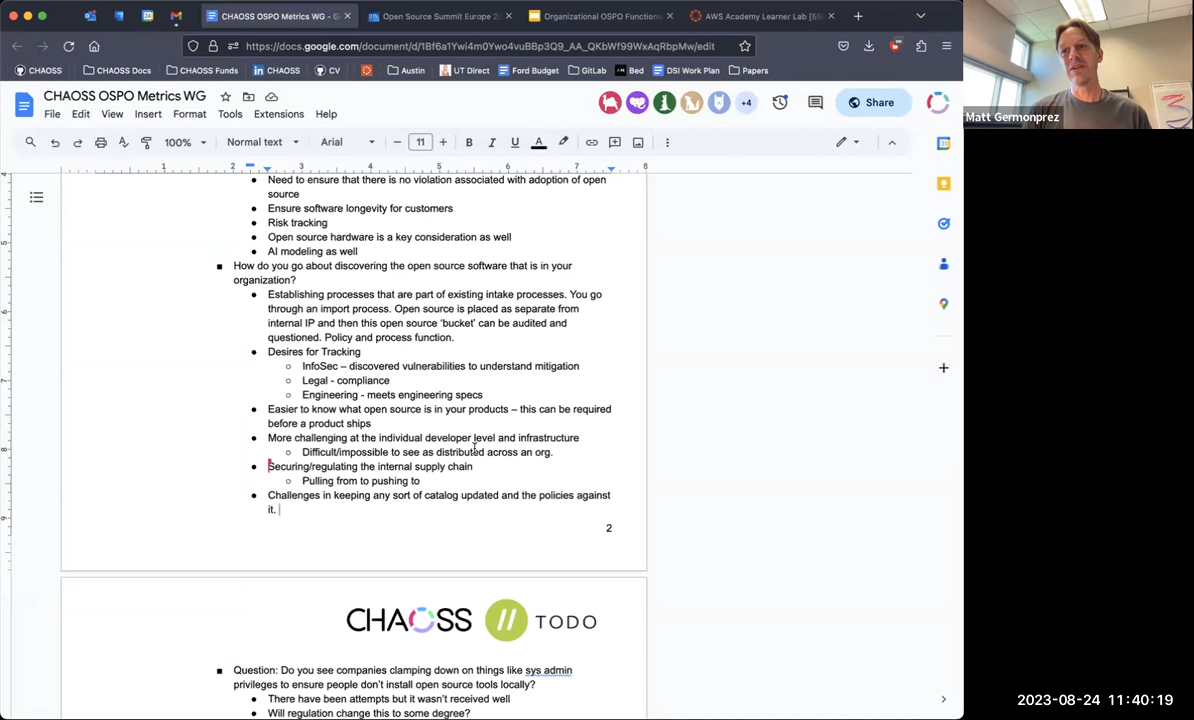 CHAOSS OSPO Metrics WG - G
Open Source Summit Europe 2
Organizational OSPO Function
AWS Academy Learner Lab [55
https://docs.google.com/document/d/1Bf6a1Ywi4m0Ywo4vuBBp3Q9_AA_QKbWf99WxAqRbpMw/edit
CHAOSS
CHAOSS Docs
CHAOSS Funds
CHAOSS
CV
Austin
UT Direct
Ford Budget
GitLab
Bed
DSI Work Plan
Papers
Matt Germonprez
CHAOSS OSPO Metrics WG
+4
Share
File Edit View Insert Format Tools Extensions Help
100%
Normal text
Arial
11
1 2 3 4 5 6 7 8
Need to ensure that there is no violation associated with adoption of open
source
Ensure software longevity for customers
Risk tracking
Open source hardware is a key consideration as well
AI modeling as well
How do you go about discovering the open source software that is in your
organization?
Establishing processes that are part of existing intake processes. You go
through an import process. Open source is placed as separate from
internal IP and then this open source ‘bucket’ can be audited and
questioned. Policy and process function.
Desires for Tracking
InfoSec – discovered vulnerabilities to understand mitigation
Legal - compliance
Engineering - meets engineering specs
Easier to know what open source is in your products – this can be required
before a product ships
More challenging at the individual developer level and infrastructure
Difficult/impossible to see as distributed across an org.
Securing/regulating the internal supply chain
Pulling from to pushing to
Challenges in keeping any sort of catalog updated and the policies against
it.
2
CHAOSS // TODO
Question: Do you see companies clamping down on things like sys admin
privileges to ensure people don’t install open source tools locally?
There have been attempts but it wasn’t received well
Will regulation change this to some degree?
2023-08-24 11:40:19